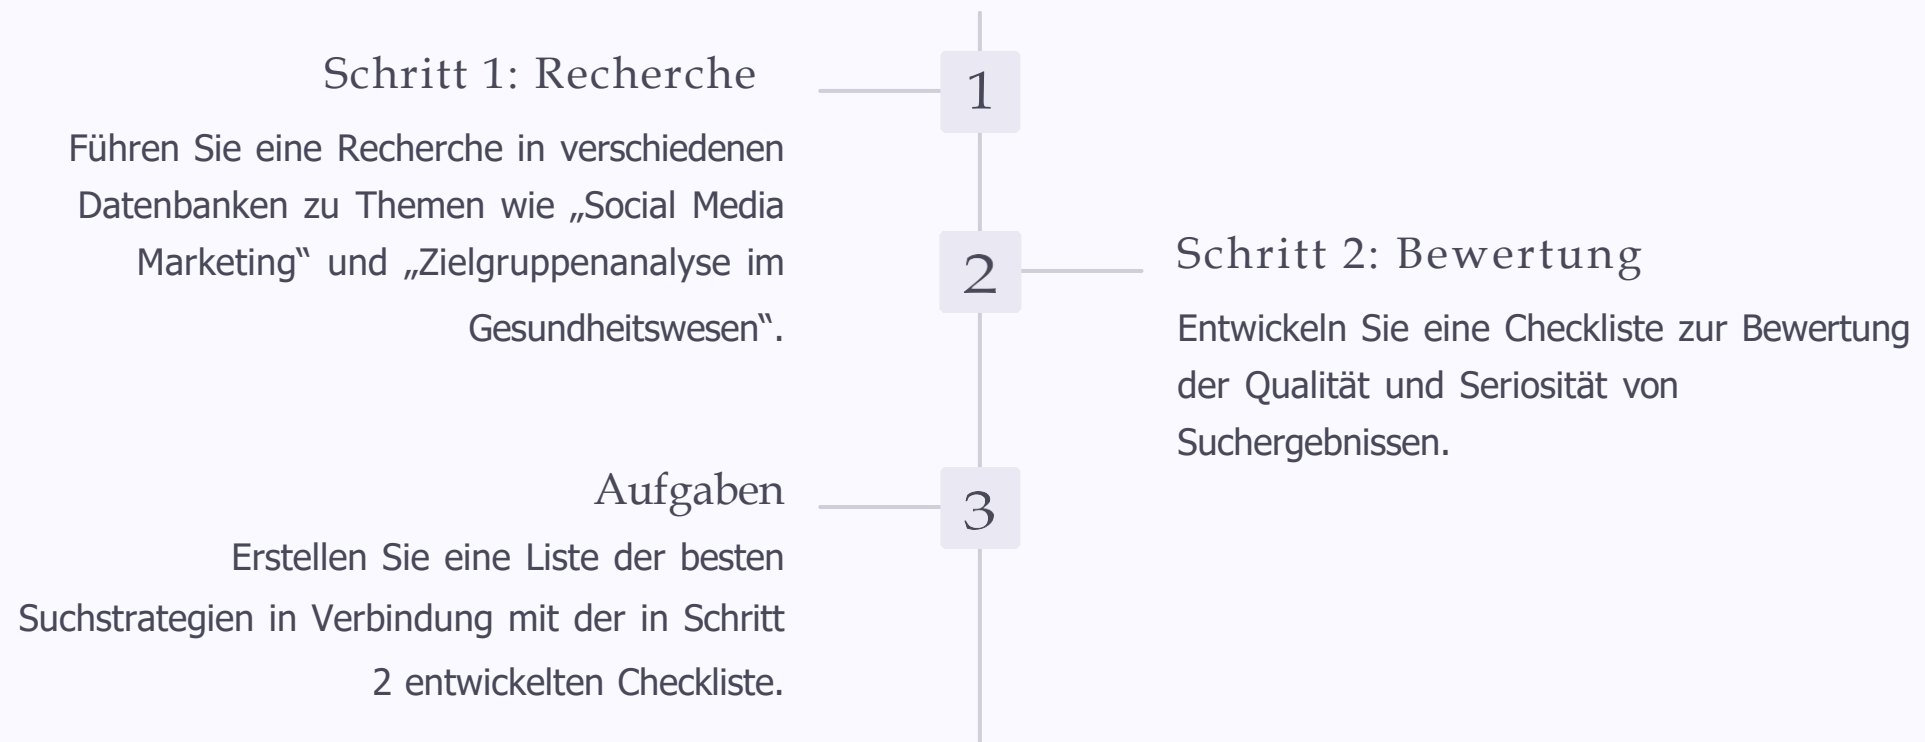 Schritt 1: Recherche
1
Führen Sie eine Recherche in verschiedenen
Datenbanken zu Themen wie „Social Media
Marketing“ und „Zielgruppenanalyse im
Gesundheitswesen“.
2
Schritt 2: Bewertung
Entwickeln Sie eine Checkliste zur Bewertung
der Qualität und Seriosität von
Suchergebnissen.
Aufgaben
3
Erstellen Sie eine Liste der besten
Suchstrategien in Verbindung mit der in Schritt
2 entwickelten Checkliste.